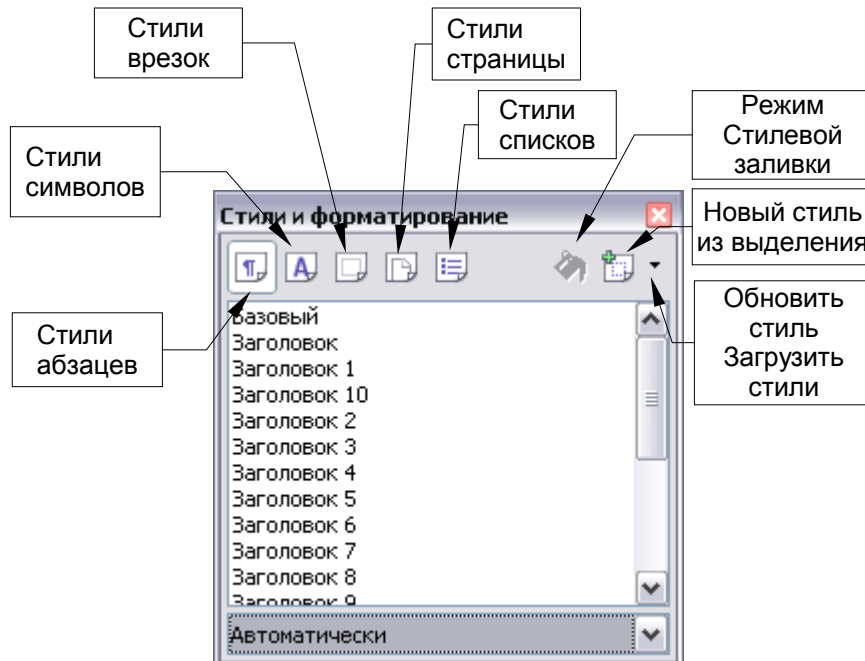 Стили
врезок
Стили
страницы
Стили
списков
Режим
Стилевой
заливки
Стили
символов
Стили и форматирование
Новый стиль
из выделения
Стили
абзацев
Обновить
стиль
Загрузить
стили
Базовый
Заголовок
Заголовок 1
Заголовок 10
Заголовок 2
Заголовок 3
Заголовок 4
Заголовок 5
Заголовок 6
Заголовок 7
Заголовок 8
Заголовок 9
Автоматически